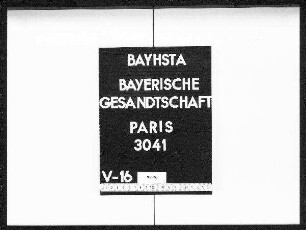 BAYHSTA
BAYERISCHE
GESANDTSCHAFT
PARIS
3041
V-16